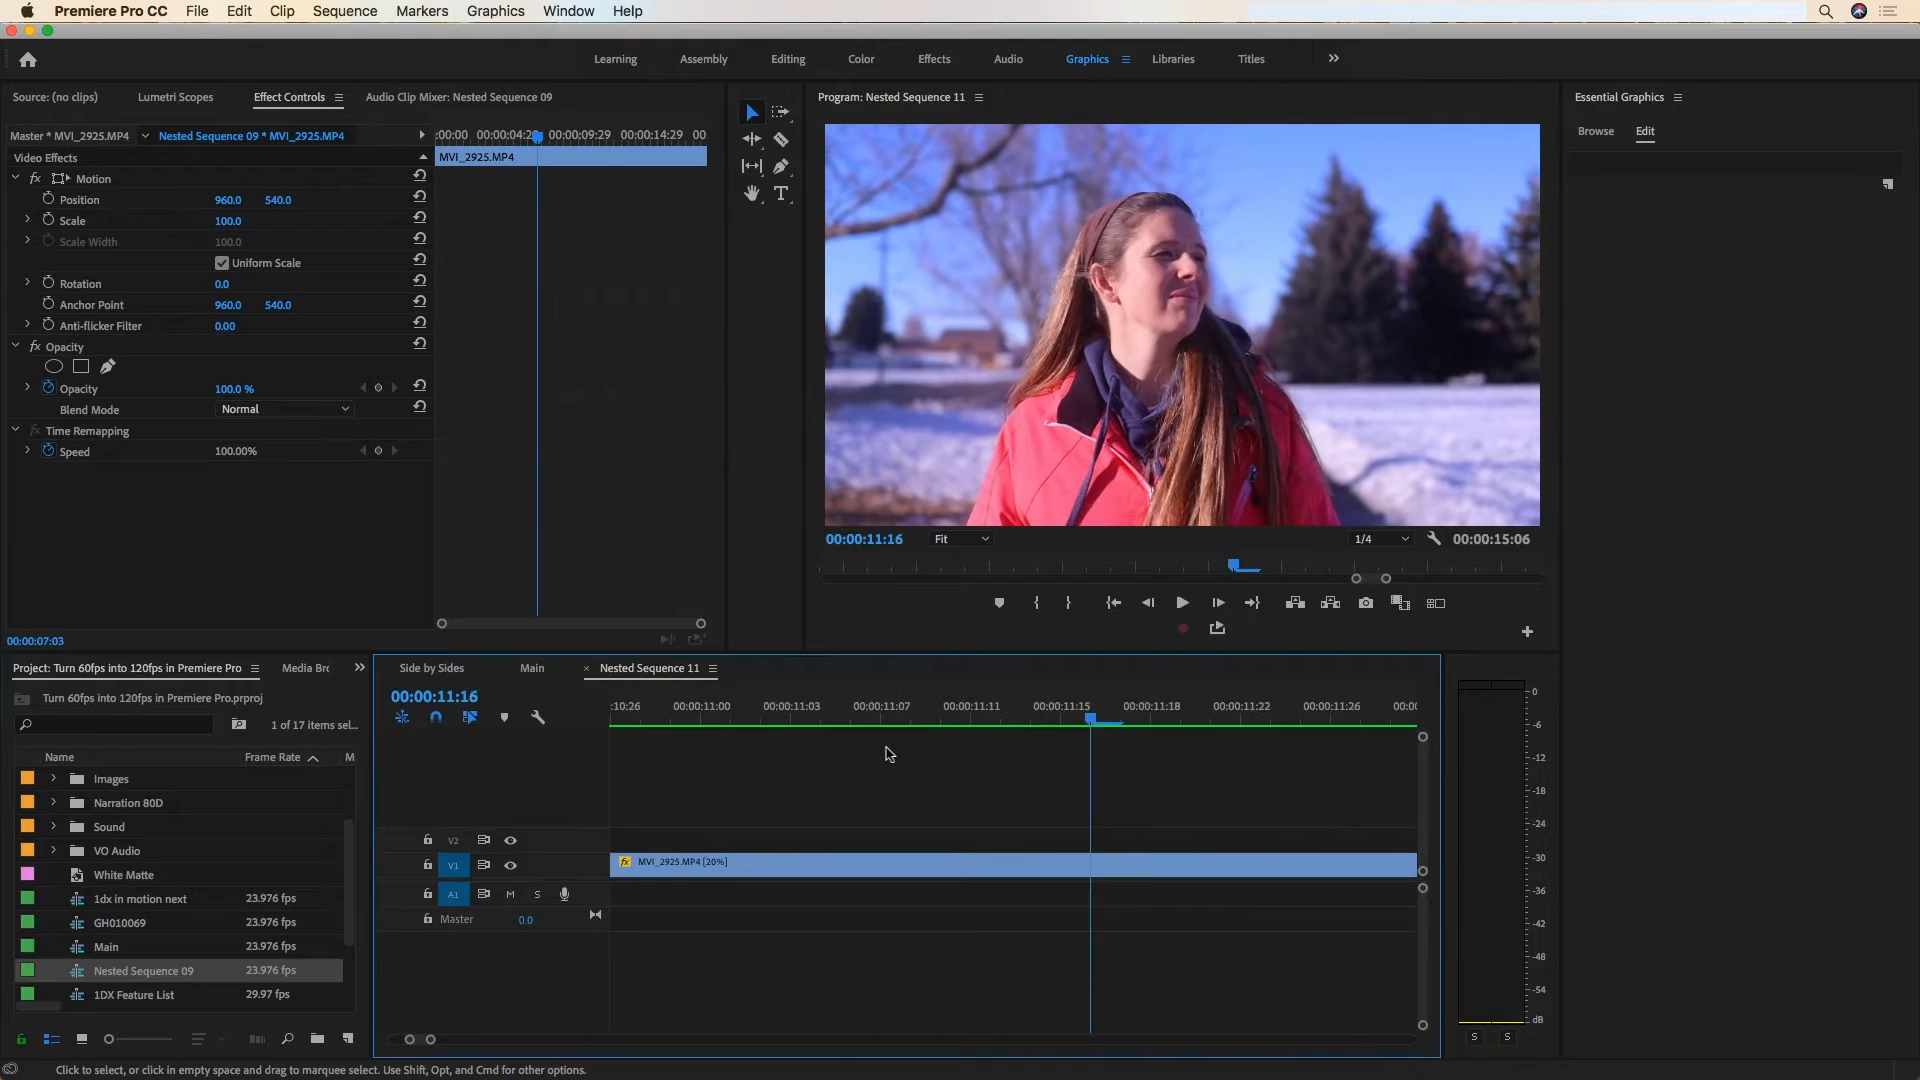 Premiere Pro CC File Edit Clip Sequence Markers Graphics Window Help
Learning Assembly Editing Color Effects Audio Graphics Libraries Titles
Source: (no clips) Lumetri Scopes Effect Controls Audio Clip Mixer: Nested Sequence 09
Master * MVI_2925.MP4 Nested Sequence 09 * MVI_2925.MP4
:00:00 00:00:04:2 00:00:09:29 00:00:14:29 00
Video Effects
MVI_2925.MP4
fx Motion
Position 960.0 540.0
Scale 100.0
Scale Width 100.0
Uniform Scale
Rotation 0.0
Anchor Point 960.0 540.0
Anti-flicker Filter 0.00
fx Opacity
Opacity 100.0 %
Blend Mode Normal
fx Time Remapping
Speed 100.00%
00:00:07:03
Program: Nested Sequence 11
00:00:11:16 Fit 1/4 00:00:15:06
Essential Graphics
Browse Edit
Project: Turn 60fps into 120fps in Premiere Pro Media Bro
Turn 60fps into 120fps in Premiere Pro.prproj
1 of 17 items sel...
Name Frame Rate M
Images
Narration 80D
Sound
VO Audio
White Matte
1dx in motion next 23.976 fps
GH010069 23.976 fps
Main 23.976 fps
Nested Sequence 09 23.976 fps
1DX Feature List 29.97 fps
Side by Sides Main × Nested Sequence 11
00:00:11:16
:10:26 00:00:11:00 00:00:11:03 00:00:11:07 00:00:11:11 00:00:11:15 00:00:11:18 00:00:11:22 00:00:11:26 00:00
V2
V1 fx MVI_2925.MP4 [20%]
A1 M S
Master 0.0
0
-6
-12
-18
-24
-30
-36
-42
-48
-54
dB
S S
Click to select, or click in empty space and drag to marquee select. Use Shift, Opt, and Cmd for other options.